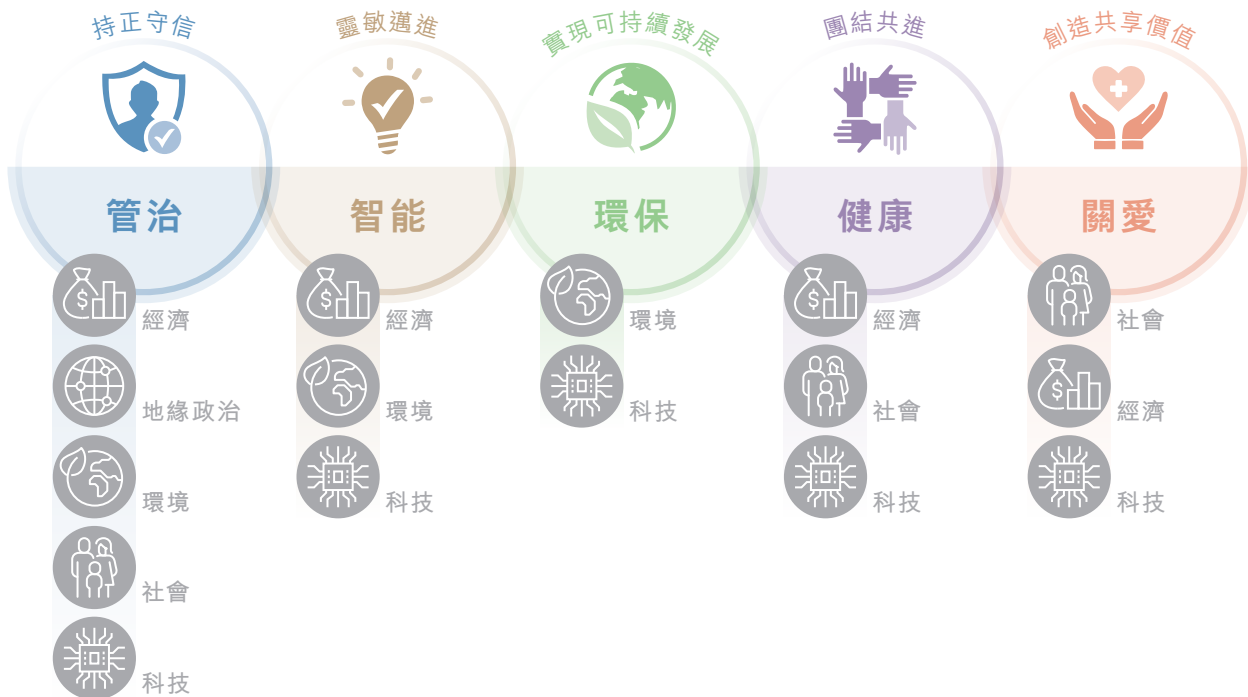 持正守信
管治
經濟
地緣政治
環境
社會
科技
靈敏邁進
智能
經濟
環境
科技
實現可持續發展
環保
環境
科技
團結共進
健康
經濟
社會
科技
創造共享價值
關愛
社會
經濟
科技